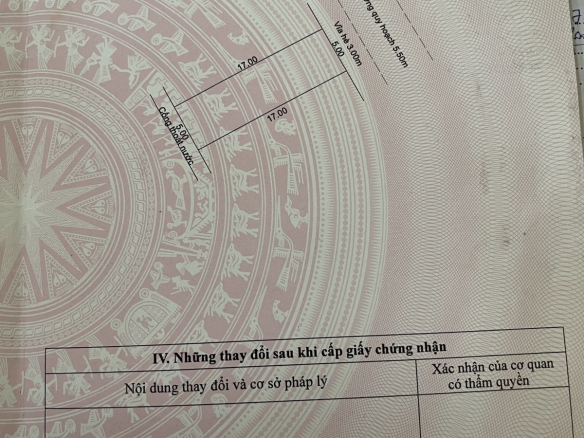 ng quy hoạch 5.50m
Vỉa hè 3.00m
5.00
17.00
17.00
5.00
Cống thoát nước
IV. Những thay đổi sau khi cấp giấy chứng nhận
Nội dung thay đổi và cơ sở pháp lý
Xác nhận của cơ quan
có thẩm quyền